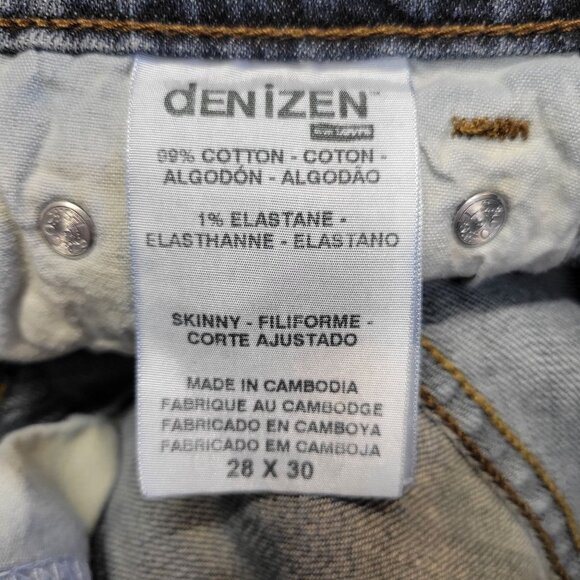 dENiZEN™
99% COTTON - COTON -
ALGODÓN - ALGODÃO
1% ELASTANE -
ELASTHANNE - ELASTANO
SKINNY - FILIFORME -
CORTE AJUSTADO
MADE IN CAMBODIA
FABRIQUE AU CAMBODGE
FABRICADO EN CAMBOYA
FABRICADO EM CAMBOJA
28 X 30